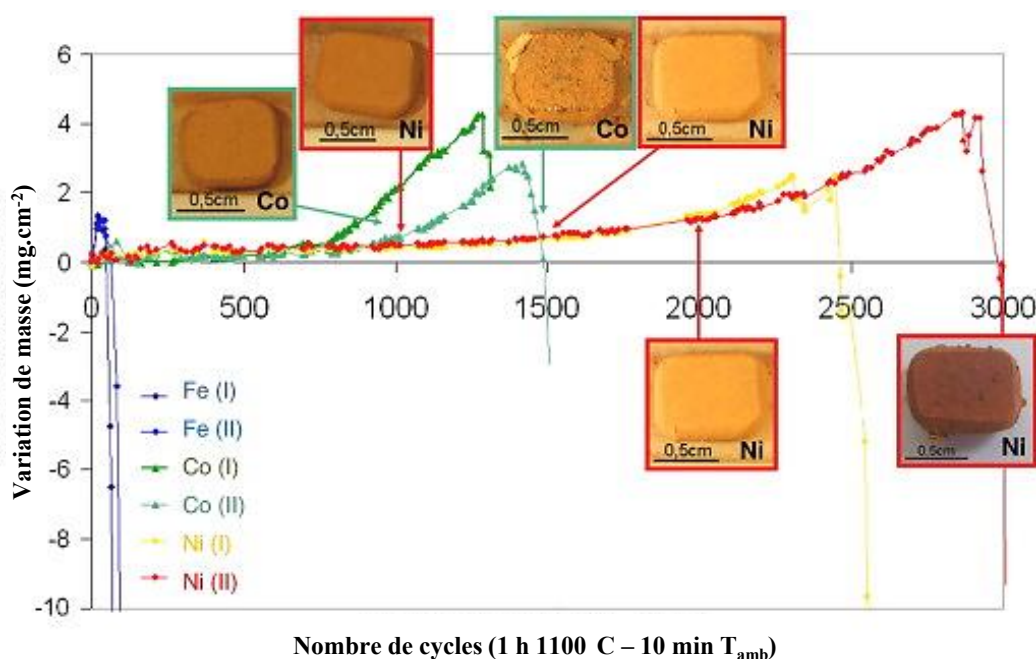 6
4
2
0
-2
-4
-6
-8
-10
0 500 1000 1500 2000 2500 3000
Variation de masse (mg.cm-2)
0,5cm Co
0,5cm Ni
0,5cm Co
0,5cm Ni
0,5cm Ni
0,5cm Ni
Fe (I)
Fe (II)
Co (I)
Co (II)
Ni (I)
Ni (II)
Nombre de cycles (1 h 1100 C – 10 min Tamb)